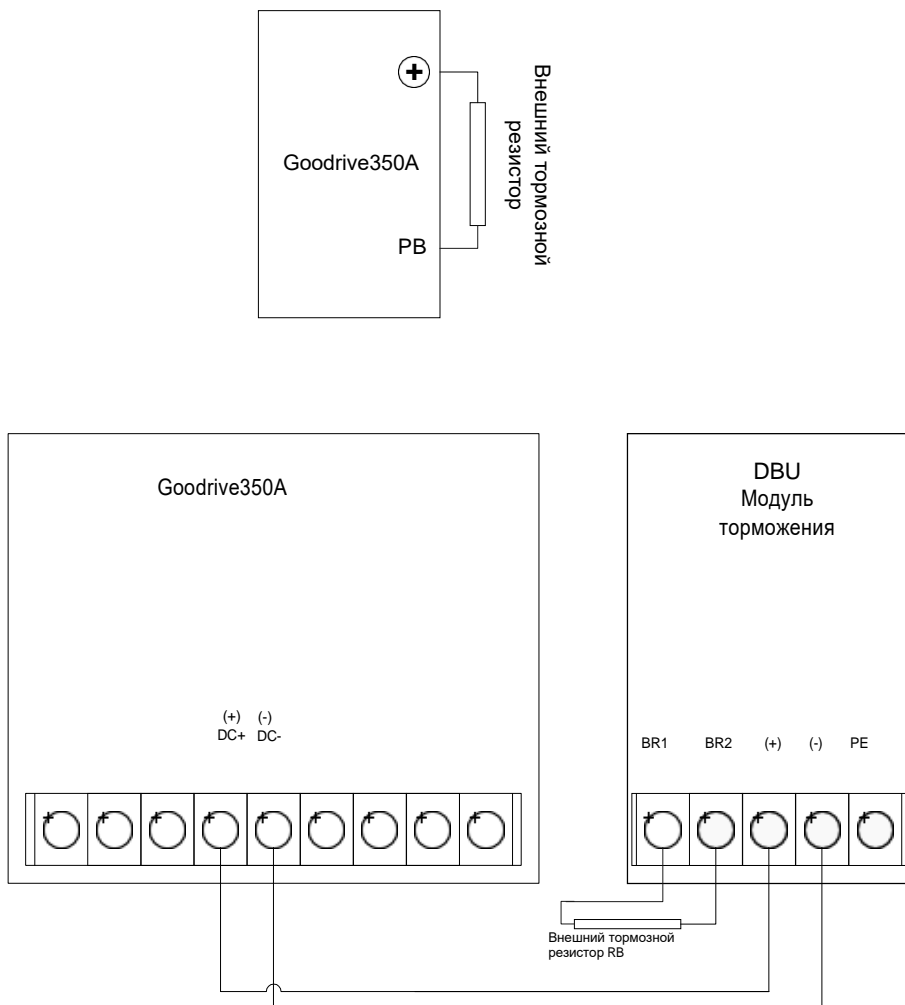 +
Goodrive350A
PB
Внешний тормозной
резистор
Goodrive350A
(+) (-)
DC+ DC-
DBU
Модуль
торможения
BR1 BR2 (+) (-) PE
Внешний тормозной
резистор RB